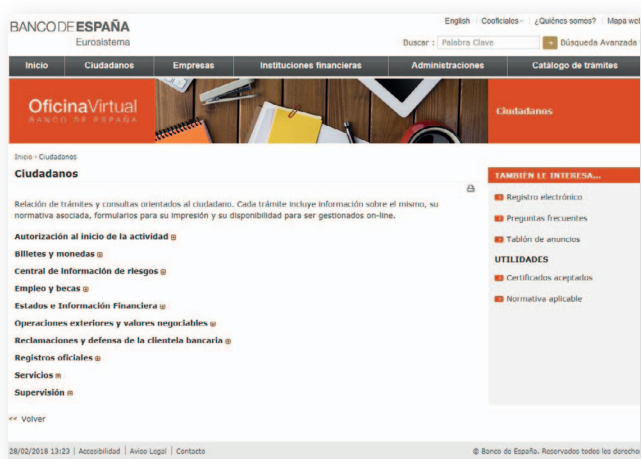 BANCODEESPAÑA
Eurosistema
English | Cooficiales | ¿Quiénes somos? | Mapa web
Buscar : Palabra Clave Búsqueda Avanzada
Inicio Ciudadanos Empresas Instituciones financieras Administraciones Catálogo de trámites
OficinaVirtual
BANCO DE ESPAÑA
Ciudadanos
Inicio › Ciudadanos
Ciudadanos
Relación de trámites y consultas orientados al ciudadano. Cada trámite incluye información sobre el mismo, su
normativa asociada, formularios para su impresión y su disponibilidad para ser gestionados on-line.
Autorización al inicio de la actividad
Billetes y monedas
Central de información de riesgos
Empleo y becas
Estados e Información Financiera
Operaciones exteriores y valores negociables
Reclamaciones y defensa de la clientela bancaria
Registros oficiales
Servicios
Supervisión
<< Volver
TAMBIÉN LE INTERESA...
Registro electrónico
Preguntas frecuentes
Tablón de anuncios
UTILIDADES
Certificados aceptados
Normativa aplicable
28/02/2018 13:23 | Accesibilidad | Aviso Legal | Contacto
© Banco de España. Reservados todos los derecho